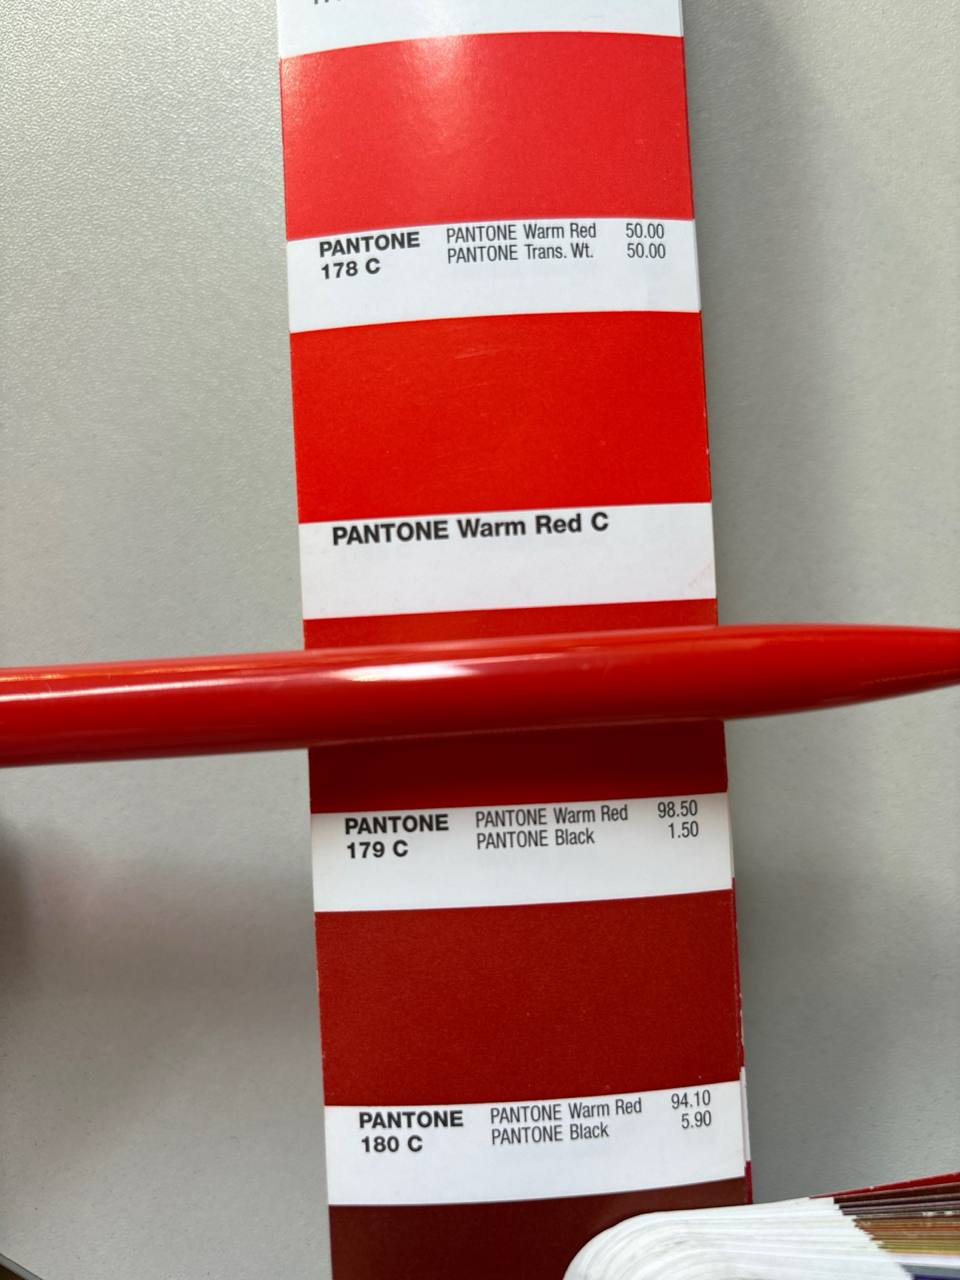 PANTONE
178 C
PANTONE Warm Red 50.00
PANTONE Trans. Wt. 50.00
PANTONE Warm Red C
PANTONE
179 C
PANTONE Warm Red 98.50
PANTONE Black 1.50
PANTONE
180 C
PANTONE Warm Red 94.10
PANTONE Black 5.90